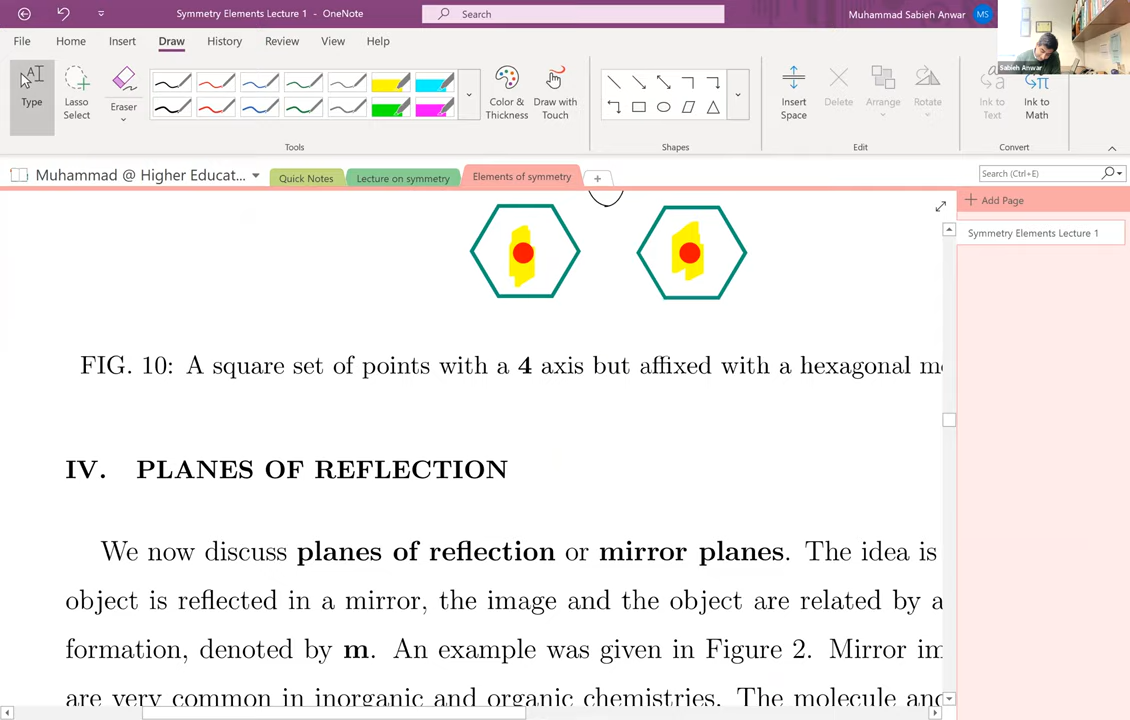 Symmetry Elements Lecture 1 - OneNote
Search
Muhammad Sabieh Anwar
MS
Sabieh Anwar
File
Home
Insert
Draw
History
Review
View
Help
Type
Lasso Select
Eraser
Color & Thickness
Draw with Touch
Insert Space
Delete
Arrange
Rotate
Ink to Text
Ink to Math
Tools
Shapes
Edit
Convert
Muhammad @ Higher Educat...
Quick Notes
Lecture on symmetry
Elements of symmetry
Search (Ctrl+E)
Add Page
Symmetry Elements Lecture 1
FIG. 10: A square set of points with a 4 axis but affixed with a hexagonal m
IV. PLANES OF REFLECTION
We now discuss planes of reflection or mirror planes. The idea is
object is reflected in a mirror, the image and the object are related by a
formation, denoted by m. An example was given in Figure 2. Mirror im
are very common in inorganic and organic chemistries. The molecule and